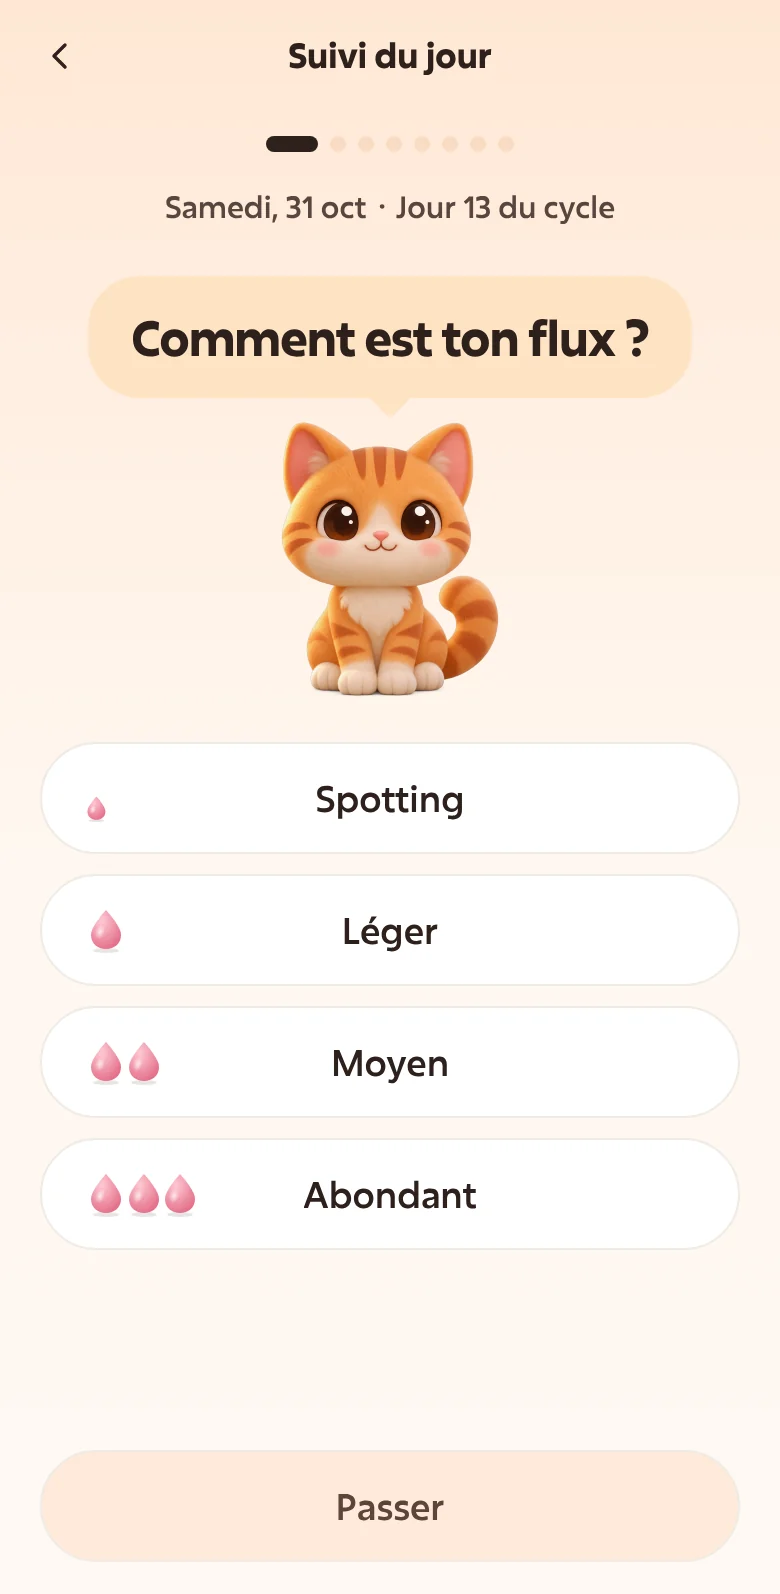 Suivi du jour
Samedi, 31 oct · Jour 13 du cycle
Comment est ton flux ?
Spotting
Léger
Moyen
Abondant
Passer